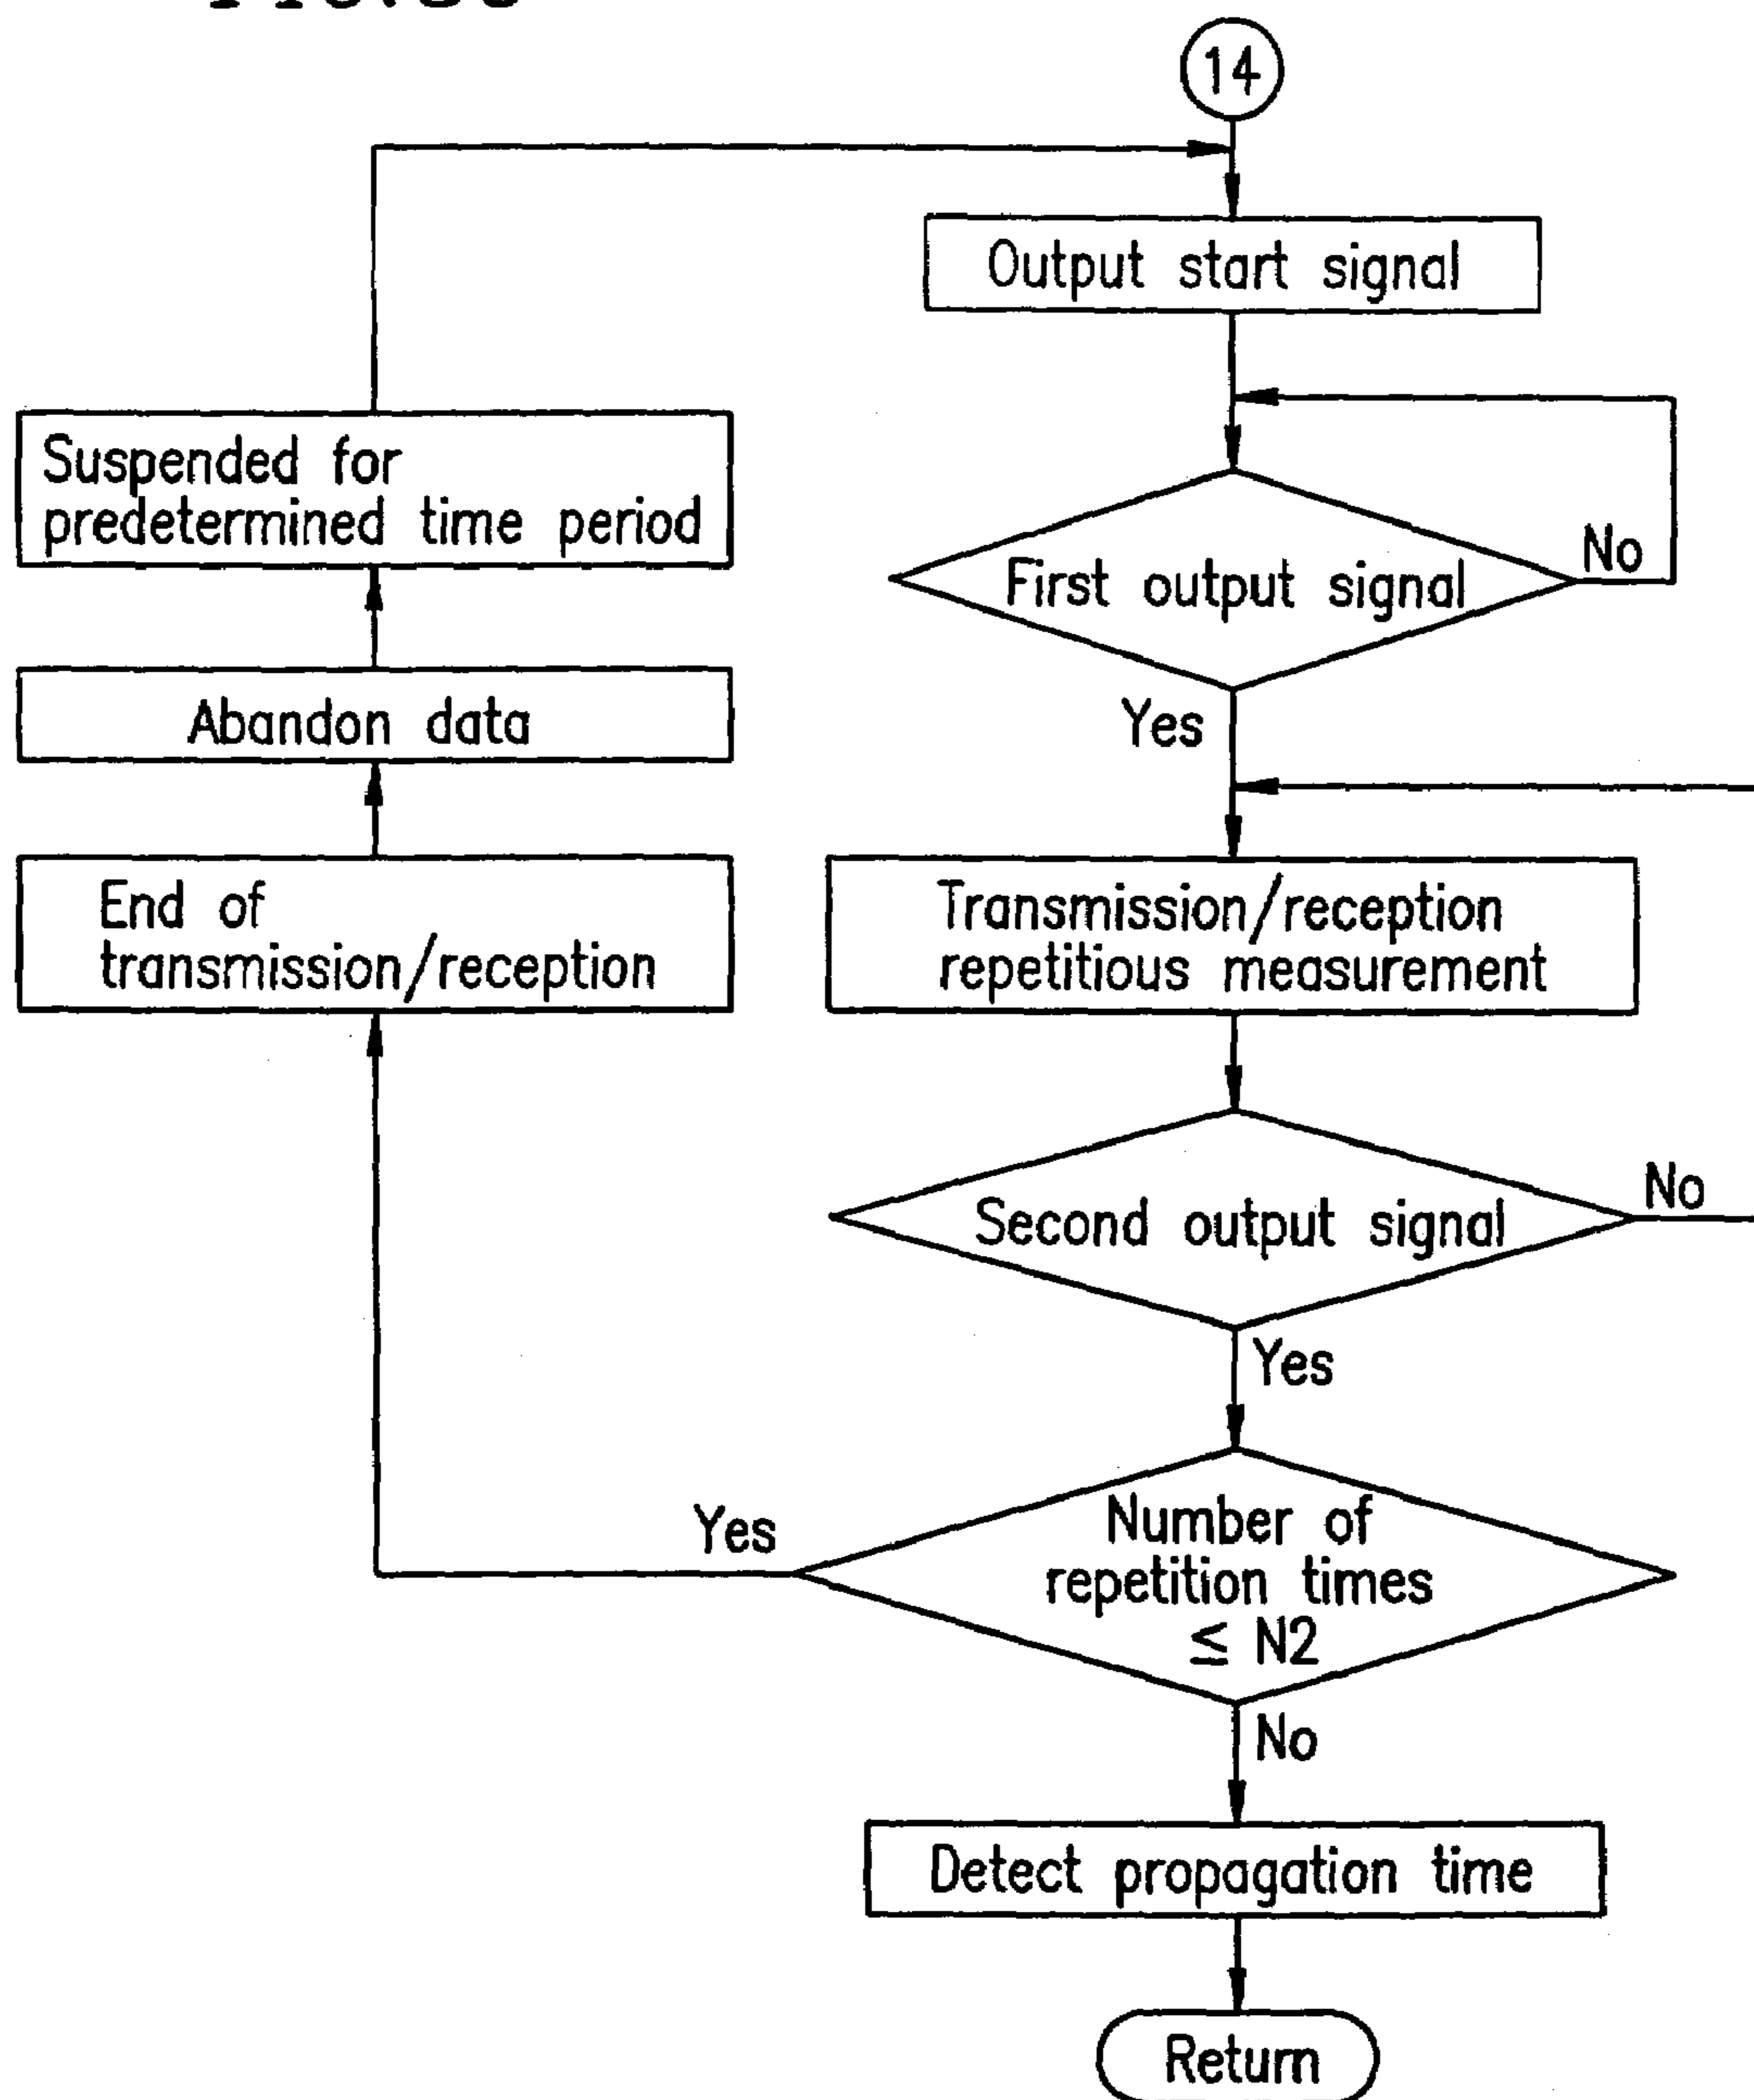 14
Output start signal
Suspended for
predetermined time period
No
First output signal
Abandon data
Yes
End of
transmission/reception
Transmission/reception
repetitious measurement
No
Second output signal
Yes
Yes
Number of
repetition times
≤ N2
No
Detect propagation time
Return